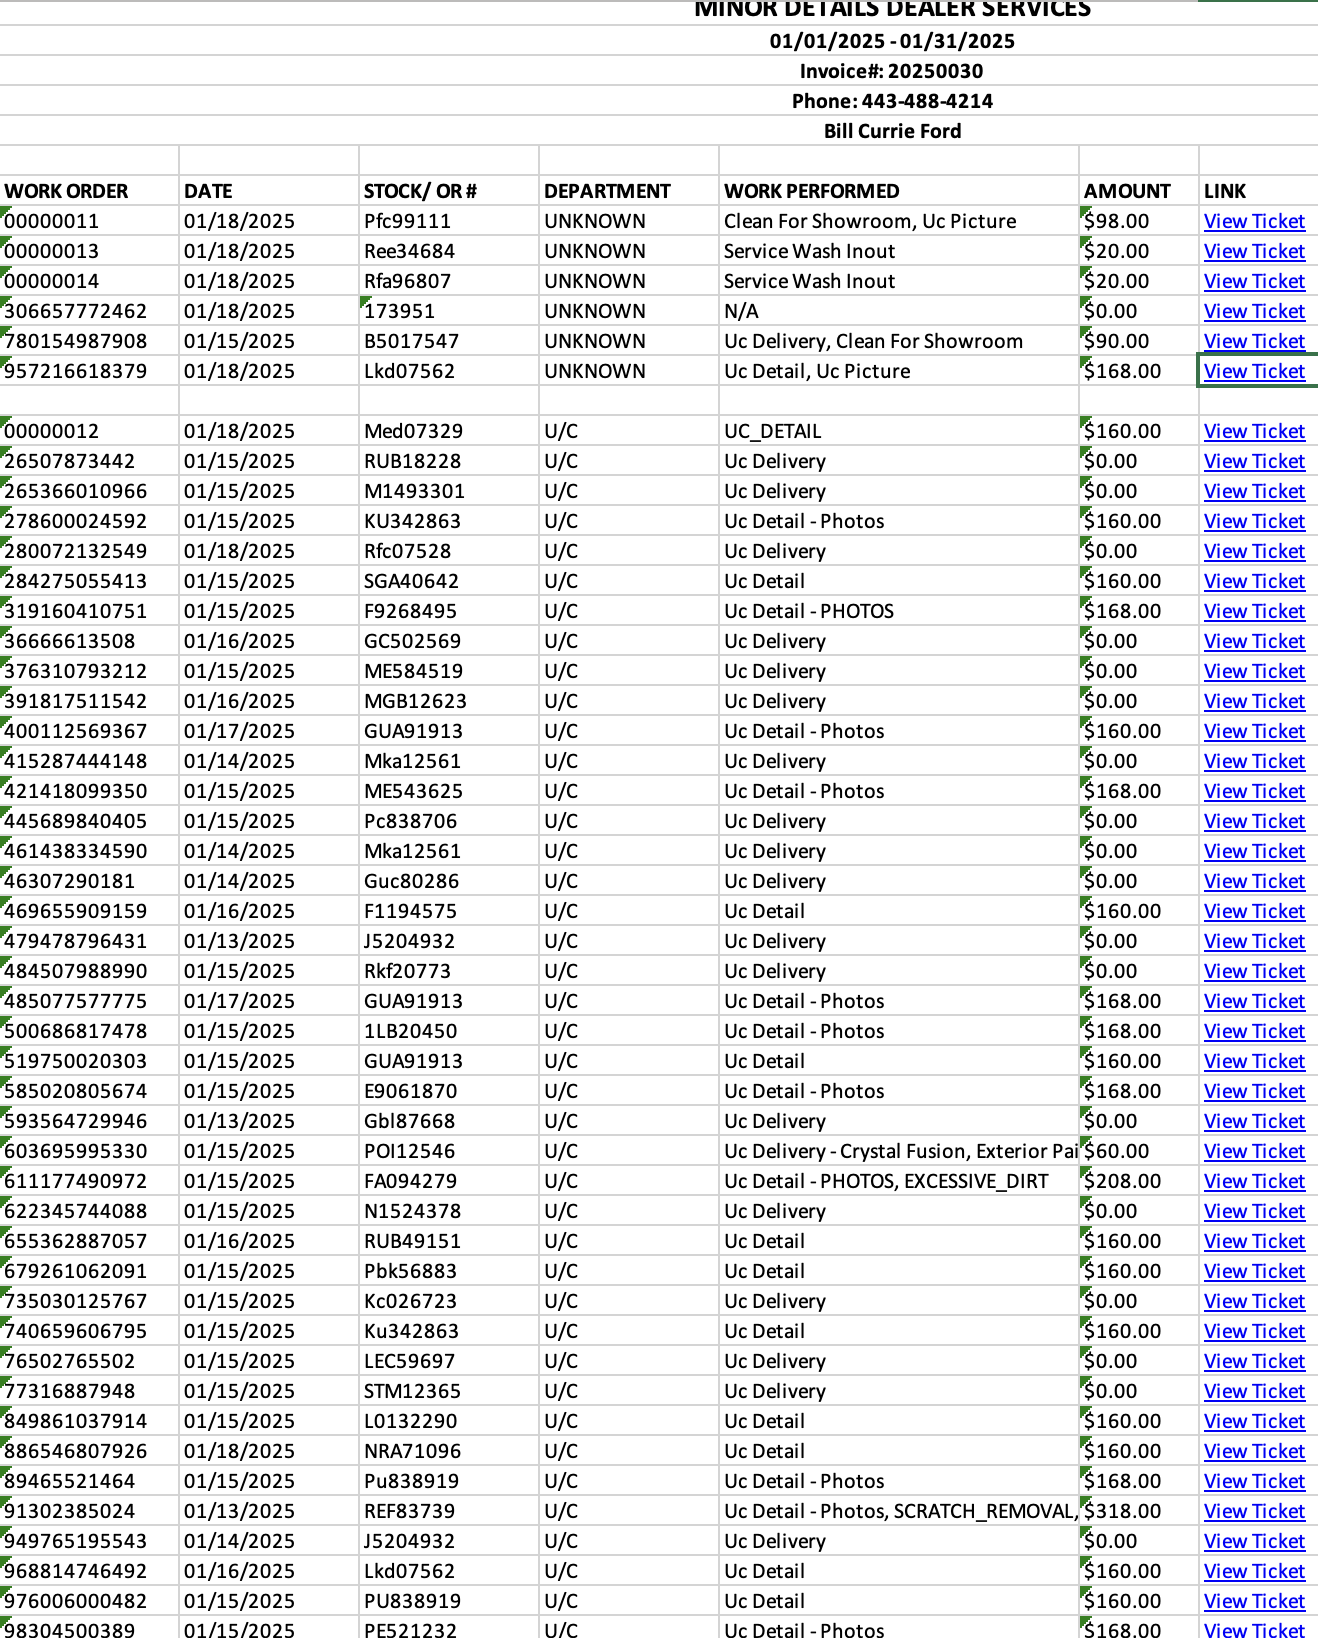 MINOR DETAILS DEALER SERVICES
01/01/2025 - 01/31/2025
Invoice#: 20250030
Phone: 443-488-4214
Bill Currie Ford
WORK ORDER DATE STOCK/ OR # DEPARTMENT WORK PERFORMED AMOUNT LINK
00000011 01/18/2025 Pfc99111 UNKNOWN Clean For Showroom, Uc Picture $98.00 View Ticket
00000013 01/18/2025 Ree34684 UNKNOWN Service Wash Inout $20.00 View Ticket
00000014 01/18/2025 Rfa96807 UNKNOWN Service Wash Inout $20.00 View Ticket
306657772462 01/18/2025 173951 UNKNOWN N/A $0.00 View Ticket
780154987908 01/15/2025 B5017547 UNKNOWN Uc Delivery, Clean For Showroom $90.00 View Ticket
957216618379 01/18/2025 Lkd07562 UNKNOWN Uc Detail, Uc Picture $168.00 View Ticket
00000012 01/18/2025 Med07329 U/C UC_DETAIL $160.00 View Ticket
26507873442 01/15/2025 RUB18228 U/C Uc Delivery $0.00 View Ticket
265366010966 01/15/2025 M1493301 U/C Uc Delivery $0.00 View Ticket
278600024592 01/15/2025 KU342863 U/C Uc Detail - Photos $160.00 View Ticket
280072132549 01/18/2025 Rfc07528 U/C Uc Delivery $0.00 View Ticket
284275055413 01/15/2025 SGA40642 U/C Uc Detail $160.00 View Ticket
319160410751 01/15/2025 F9268495 U/C Uc Detail - PHOTOS $168.00 View Ticket
36666613508 01/16/2025 GC502569 U/C Uc Delivery $0.00 View Ticket
376310793212 01/15/2025 ME584519 U/C Uc Delivery $0.00 View Ticket
391817511542 01/16/2025 MGB12623 U/C Uc Delivery $0.00 View Ticket
400112569367 01/17/2025 GUA91913 U/C Uc Detail - Photos $160.00 View Ticket
415287444148 01/14/2025 Mka12561 U/C Uc Delivery $0.00 View Ticket
421418099350 01/15/2025 ME543625 U/C Uc Detail - Photos $168.00 View Ticket
445689840405 01/15/2025 Pc838706 U/C Uc Delivery $0.00 View Ticket
461438334590 01/14/2025 Mka12561 U/C Uc Delivery $0.00 View Ticket
46307290181 01/14/2025 Guc80286 U/C Uc Delivery $0.00 View Ticket
469655909159 01/16/2025 F1194575 U/C Uc Detail $160.00 View Ticket
479478796431 01/13/2025 J5204932 U/C Uc Delivery $0.00 View Ticket
484507988990 01/15/2025 Rkf20773 U/C Uc Delivery $0.00 View Ticket
485077577775 01/17/2025 GUA91913 U/C Uc Detail - Photos $168.00 View Ticket
500686817478 01/15/2025 1LB20450 U/C Uc Detail - Photos $168.00 View Ticket
519750020303 01/15/2025 GUA91913 U/C Uc Detail $160.00 View Ticket
585020805674 01/15/2025 E9061870 U/C Uc Detail - Photos $168.00 View Ticket
593564729946 01/13/2025 Gbl87668 U/C Uc Delivery $0.00 View Ticket
603695995330 01/15/2025 POI12546 U/C Uc Delivery - Crystal Fusion, Exterior Pai $60.00 View Ticket
611177490972 01/15/2025 FA094279 U/C Uc Detail - PHOTOS, EXCESSIVE_DIRT $208.00 View Ticket
622345744088 01/15/2025 N1524378 U/C Uc Delivery $0.00 View Ticket
655362887057 01/16/2025 RUB49151 U/C Uc Detail $160.00 View Ticket
679261062091 01/15/2025 Pbk56883 U/C Uc Detail $160.00 View Ticket
735030125767 01/15/2025 Kc026723 U/C Uc Delivery $0.00 View Ticket
740659606795 01/15/2025 Ku342863 U/C Uc Detail $160.00 View Ticket
76502765502 01/15/2025 LEC59697 U/C Uc Delivery $0.00 View Ticket
77316887948 01/15/2025 STM12365 U/C Uc Delivery $0.00 View Ticket
849861037914 01/15/2025 L0132290 U/C Uc Detail $160.00 View Ticket
886546807926 01/18/2025 NRA71096 U/C Uc Detail $160.00 View Ticket
89465521464 01/15/2025 Pu838919 U/C Uc Detail - Photos $168.00 View Ticket
91302385024 01/13/2025 REF83739 U/C Uc Detail - Photos, SCRATCH_REMOVAL, $318.00 View Ticket
949765195543 01/14/2025 J5204932 U/C Uc Delivery $0.00 View Ticket
968814746492 01/16/2025 Lkd07562 U/C Uc Detail $160.00 View Ticket
976006000482 01/15/2025 PU838919 U/C Uc Detail $160.00 View Ticket
98304500389 01/15/2025 PE521232 U/C Uc Detail - Photos $168.00 View Ticket